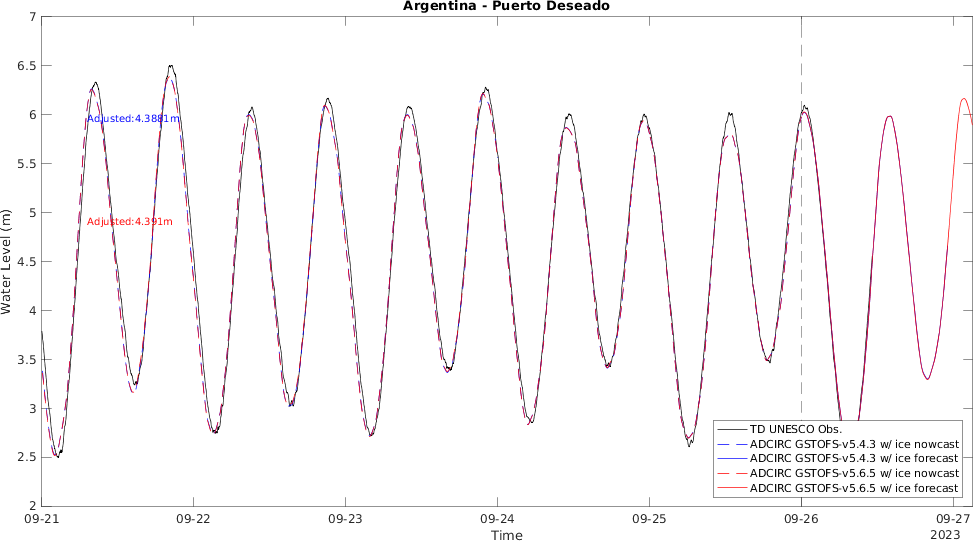 Argentina - Puerto Deseado
7
6.5
6
5.5
5
4.5
4
3.5
3
2.5
2
Water Level (m)
Adjusted:4.3881m
Adjusted:4.391m
TD UNESCO Obs.
ADCIRC GSTOFS-v5.4.3 w/ ice nowcast
ADCIRC GSTOFS-v5.4.3 w/ ice forecast
ADCIRC GSTOFS-v5.6.5 w/ ice nowcast
ADCIRC GSTOFS-v5.6.5 w/ ice forecast
09-21 09-22 09-23 09-24 09-25 09-26 09-27
Time 2023